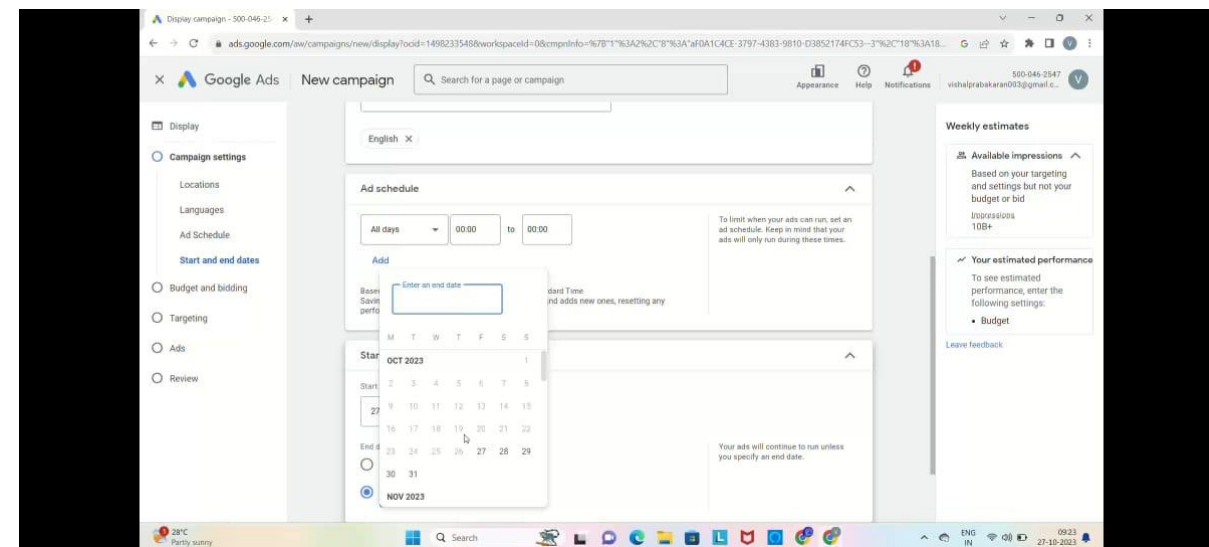 Display campaign - 500-046-25
ads.google.com/aw/campaigns/new/display?ocid=1498233548&workspaceId=0&cmpnInfo=%7B"1"%3A2%2C"8"%3A"aFDA1C4CE-3797-4383-9810-D3852174FC53--3"%2C"18"%3A18...
Google Ads
New campaign
Search for a page or campaign
Appearance
Help
Notifications
500-046-2547
vishalprabakaran003@gmail.c...
V
Display
Campaign settings
Locations
Languages
Ad Schedule
Start and end dates
Budget and bidding
Targeting
Ads
Review
English
Ad schedule
All days
00:00
to
00:00
Add
To limit when your ads can run, set an
ad schedule. Keep in mind that your
ads will only run during these times.
Enter an end date
Base
dard Time
Savin
nd adds new ones, resetting any
perfo
M T W T F S S
OCT 2023 1
2 3 4 5 6 7 8
9 10 11 12 13 14 15
16 17 18 19 20 21 22
23 24 25 26 27 28 29
30 31
NOV 2023
Star
Start
27
End d
Your ads will continue to run unless
you specify an end date.
Weekly estimates
Available impressions
Based on your targeting
and settings but not your
budget or bid
Impressions
10B+
Your estimated performance
To see estimated
performance, enter the
following settings:
• Budget
Leave feedback
28°C
Partly sunny
Search
ENG
IN
09:23
27-10-2023